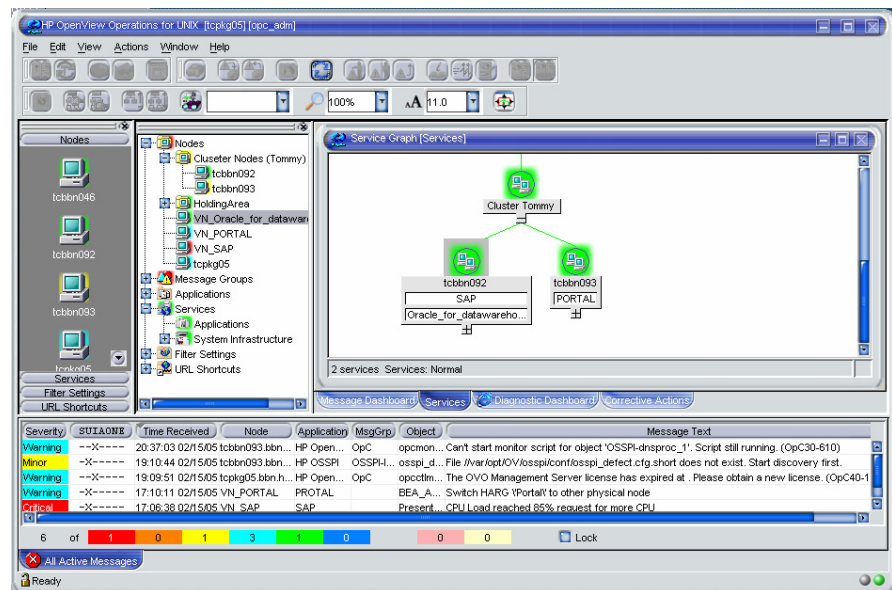 HP OpenView Operations for UNIX [tcpkg05] [opc_adm]
File Edit View Actions Window Help
100% AA 11.0
Nodes
tcbbn046
tcbbn092
tcbbn093
tcpkg05
Services
Filter Settings
URL Shortcuts
Nodes
Cluseter Nodes (Tommy)
tcbbn092
tcbbn093
HoldingArea
VN_Oracle_for_dataware
VN_PORTAL
VN_SAP
tcpkg05
Message Groups
Applications
Services
Applications
System Infrastructure
Filter Settings
URL Shortcuts
Service Graph [Services]
Cluster Tommy
tcbbn092 tcbbn093
SAP PORTAL
Oracle_for_datawareho...
2 services Services: Normal
Message Dashboard Services Diagnostic Dashboard Corrective Actions
Severity SUIAONE Time Received Node Application MsgGrp Object Message Text
Warning --X---- 20:37:03 02/15/05 tcbbn093.bbn... HP Open... OpC opcmon... Can't start monitor script for object 'OSSPI-dnsproc_1'. Script still running. (OpC30-610)
Minor --X---- 19:10:44 02/15/05 tcbbn093.bbn... HP OSSPI OSSPI-I... osspi_d... File //var/opt/OV/osspi/conf/osspi_defect.cfg.short does not exist. Start discovery first.
Warning --X---- 19:09:51 02/15/05 tcpkg05.bbn.h... HP Open... OpC opcctlm... The OVO Management Server license has expired at . Please obtain a new license. (OpC40-1
Warning --X---- 17:10:11 02/15/05 VN_PORTAL PROTAL BEA_A... Switch HARG \'Portal\' to other physical node
Critical --X---- 17:06:38 02/15/05 VN_SAP SAP Present... CPU Load reached 85% request for more CPU
6 of 1 0 1 3 1 0 0 0 Lock
All Active Messages
Ready